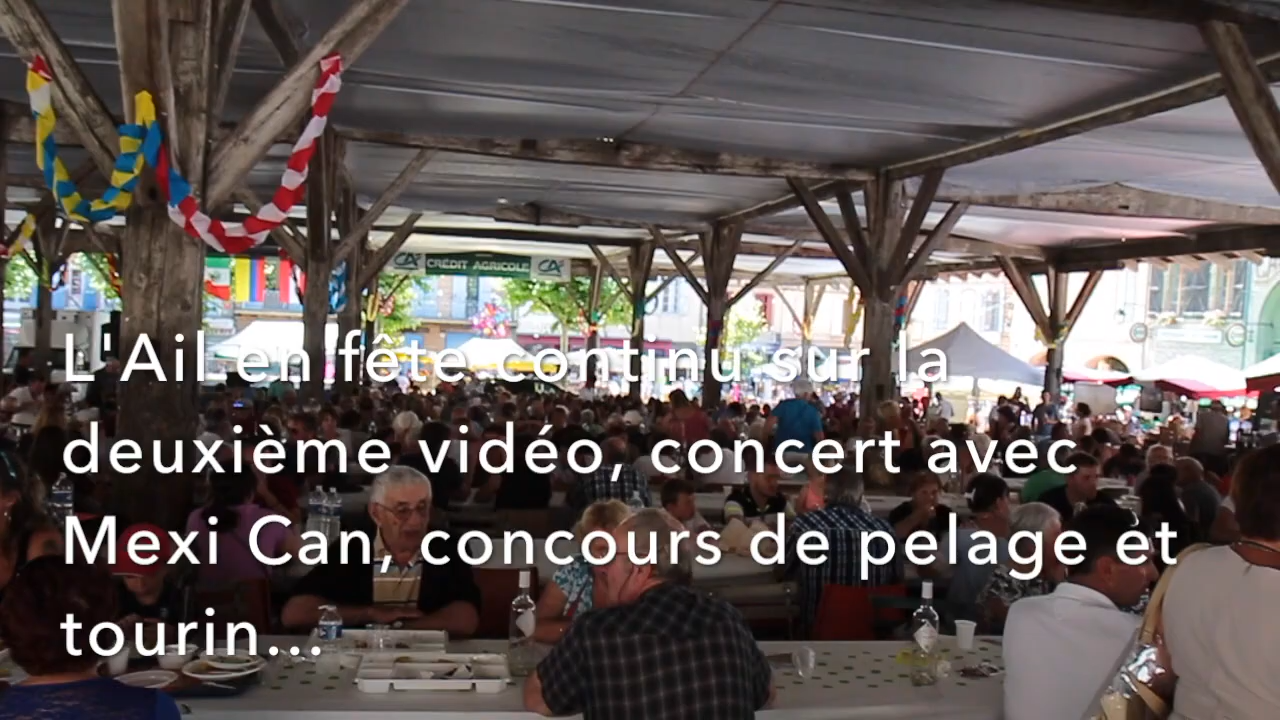 CA CRÉDIT AGRICOLE CA
L'Ail en fête continu sur la
deuxième vidéo, concert avec
Mexi Can, concours de pelage et
tourin...